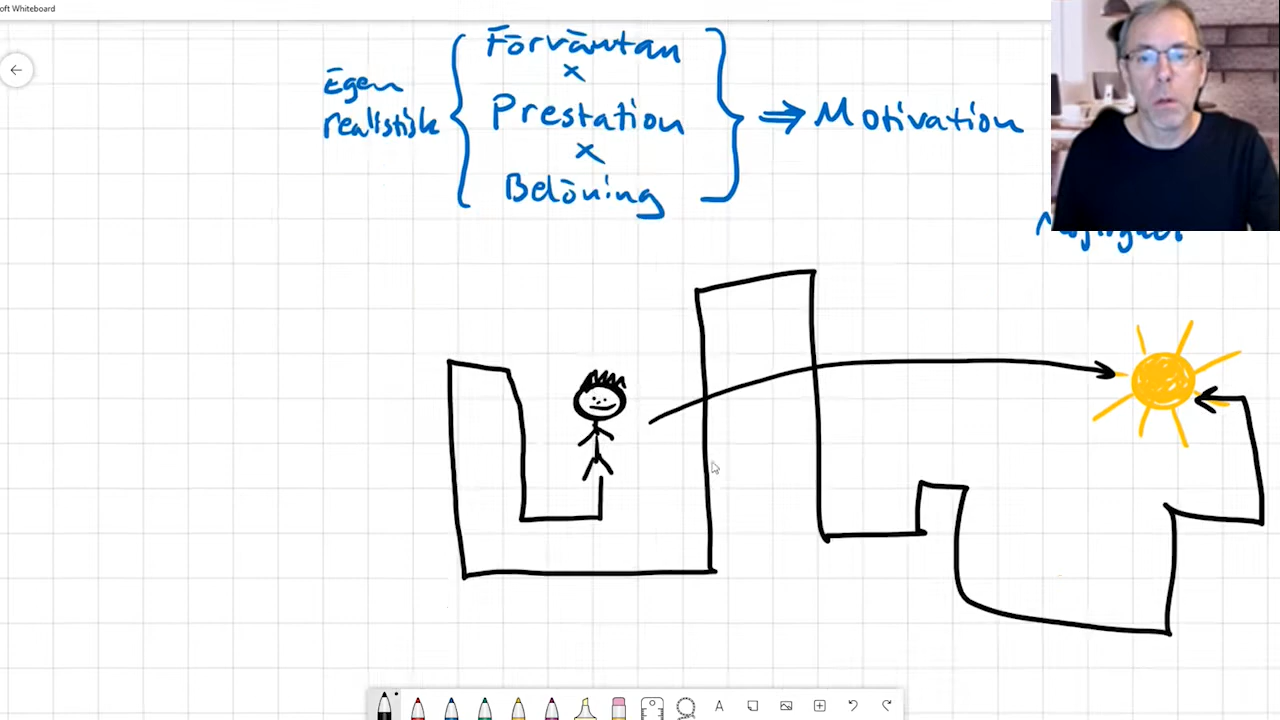 oft Whiteboard
Förväntan
x
Egen
realistisk
Prestation
⇒ Motivation
x
Belöning
A